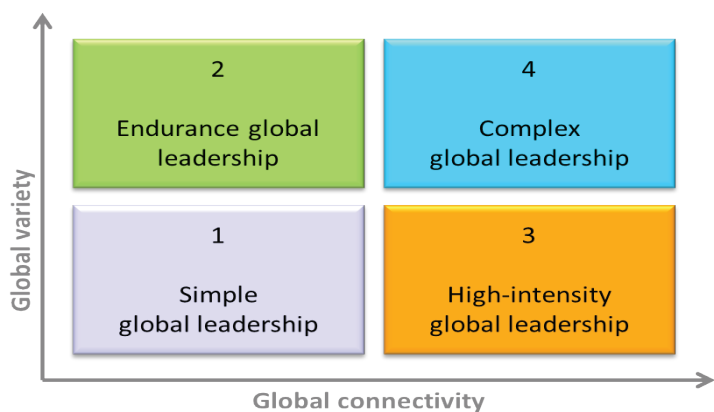 Global variety
2
Endurance global
leadership
4
Complex
global leadership
1
Simple
global leadership
3
High-intensity
global leadership
Global connectivity